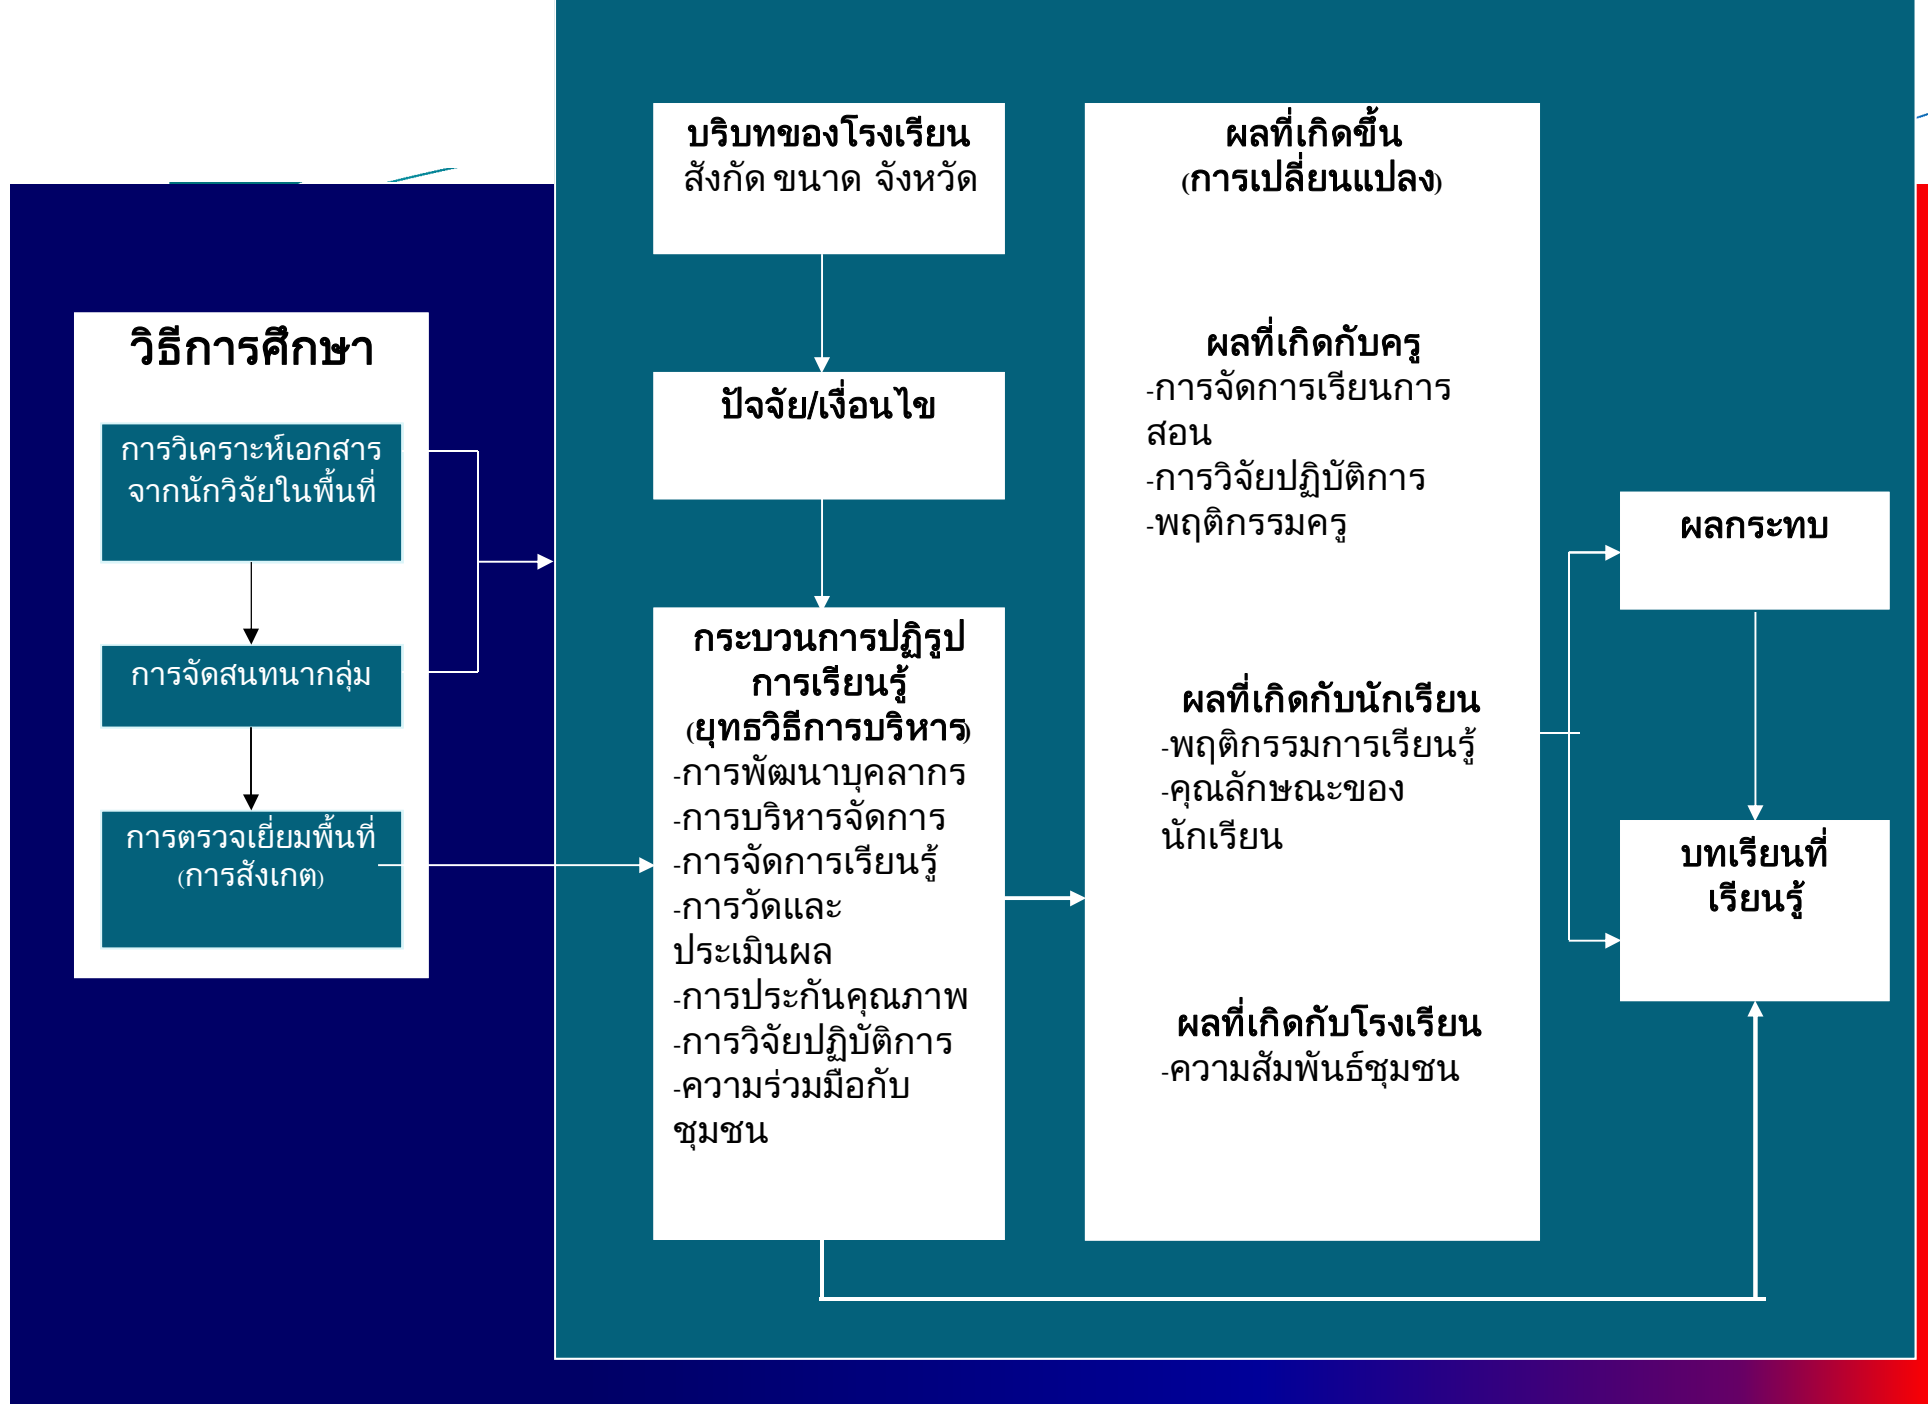 วิธีการศึกษา
การวิเคราะห์เอกสาร
จากนักวิจัยในพื้นที่
การจัดสนทนากลุ่ม
การตรวจเยี่ยมพื้นที่
(การสังเกต)
บริบทของโรงเรียน
สังกัด ขนาด จังหวัด
ปัจจัย/เงื่อนไข
กระบวนการปฏิรูป
การเรียนรู้
(ยุทธวิธีการบริหาร)
-การพัฒนาบุคลากร
-การบริหารจัดการ
-การจัดการเรียนรู้
-การวัดและ
ประเมินผล
-การประกันคุณภาพ
-การวิจัยปฏิบัติการ
-ความร่วมมือกับ
ชุมชน
ผลที่เกิดขึ้น
(การเปลี่ยนแปลง)
ผลที่เกิดกับครู
-การจัดการเรียนการ
สอน
-การวิจัยปฏิบัติการ
-พฤติกรรมครู
ผลที่เกิดกับนักเรียน
-พฤติกรรมการเรียนรู้
-คุณลักษณะของ
นักเรียน
ผลที่เกิดกับโรงเรียน
-ความสัมพันธ์ชุมชน
ผลกระทบ
บทเรียนที่
เรียนรู้